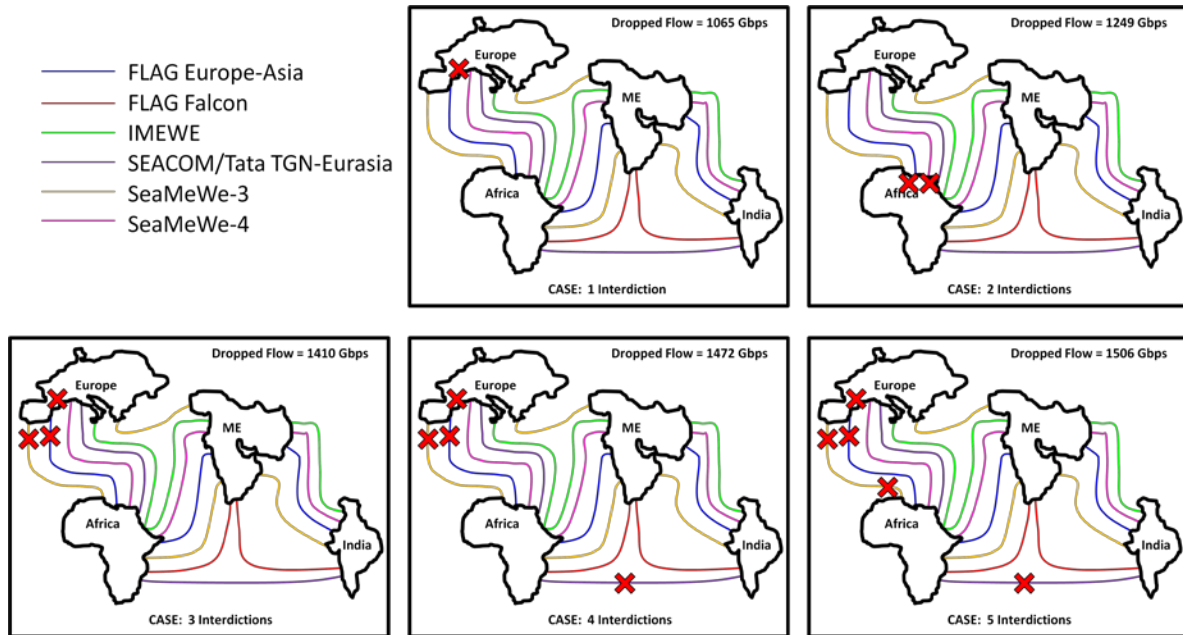 FLAG Europe-Asia
FLAG Falcon
IMEWE
SEACOM/Tata TGN-Eurasia
SeaMeWe-3
SeaMeWe-4
Dropped Flow = 1065 Gbps
Europe
ME
Africa
India
CASE: 1 Interdiction
Dropped Flow = 1249 Gbps
Europe
ME
Africa
India
CASE: 2 Interdictions
Dropped Flow = 1410 Gbps
Europe
ME
Africa
India
CASE: 3 Interdictions
Dropped Flow = 1472 Gbps
Europe
ME
Africa
India
CASE: 4 Interdictions
Dropped Flow = 1506 Gbps
Europe
ME
Africa
India
CASE: 5 Interdictions